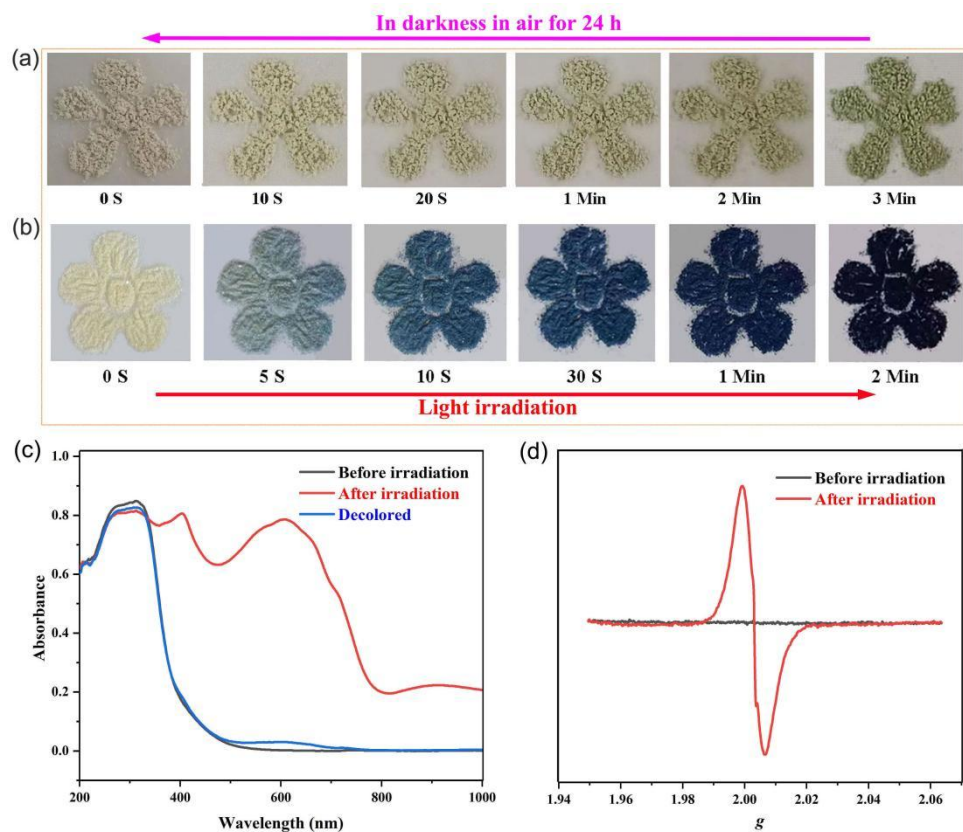 In darkness in air for 24 h
(a)
0 S 10 S 20S 1 Min 2 Min 3 Min
(b)
0 S 5 S 10 S 30 S 1 Min 2 Min
Light irradiation
(c)
1.0
0.8
0.6
0.4
0.2
0.0
Absorbance
Before irradiation
After irradiation
Decolored
200 400 600 800 1000
Wavelength (nm)
(d)
Before irradiation
After irradiation
1.94 1.96 1.98 2.00 2.02 2.04 2.06
g